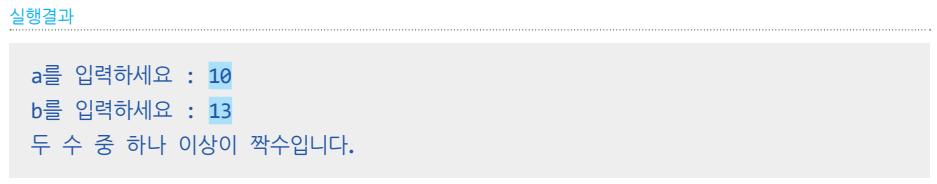 실행결과
a를 입력하세요 : 10
b를 입력하세요 : 13
두 수 중 하나 이상이 짝수입니다.